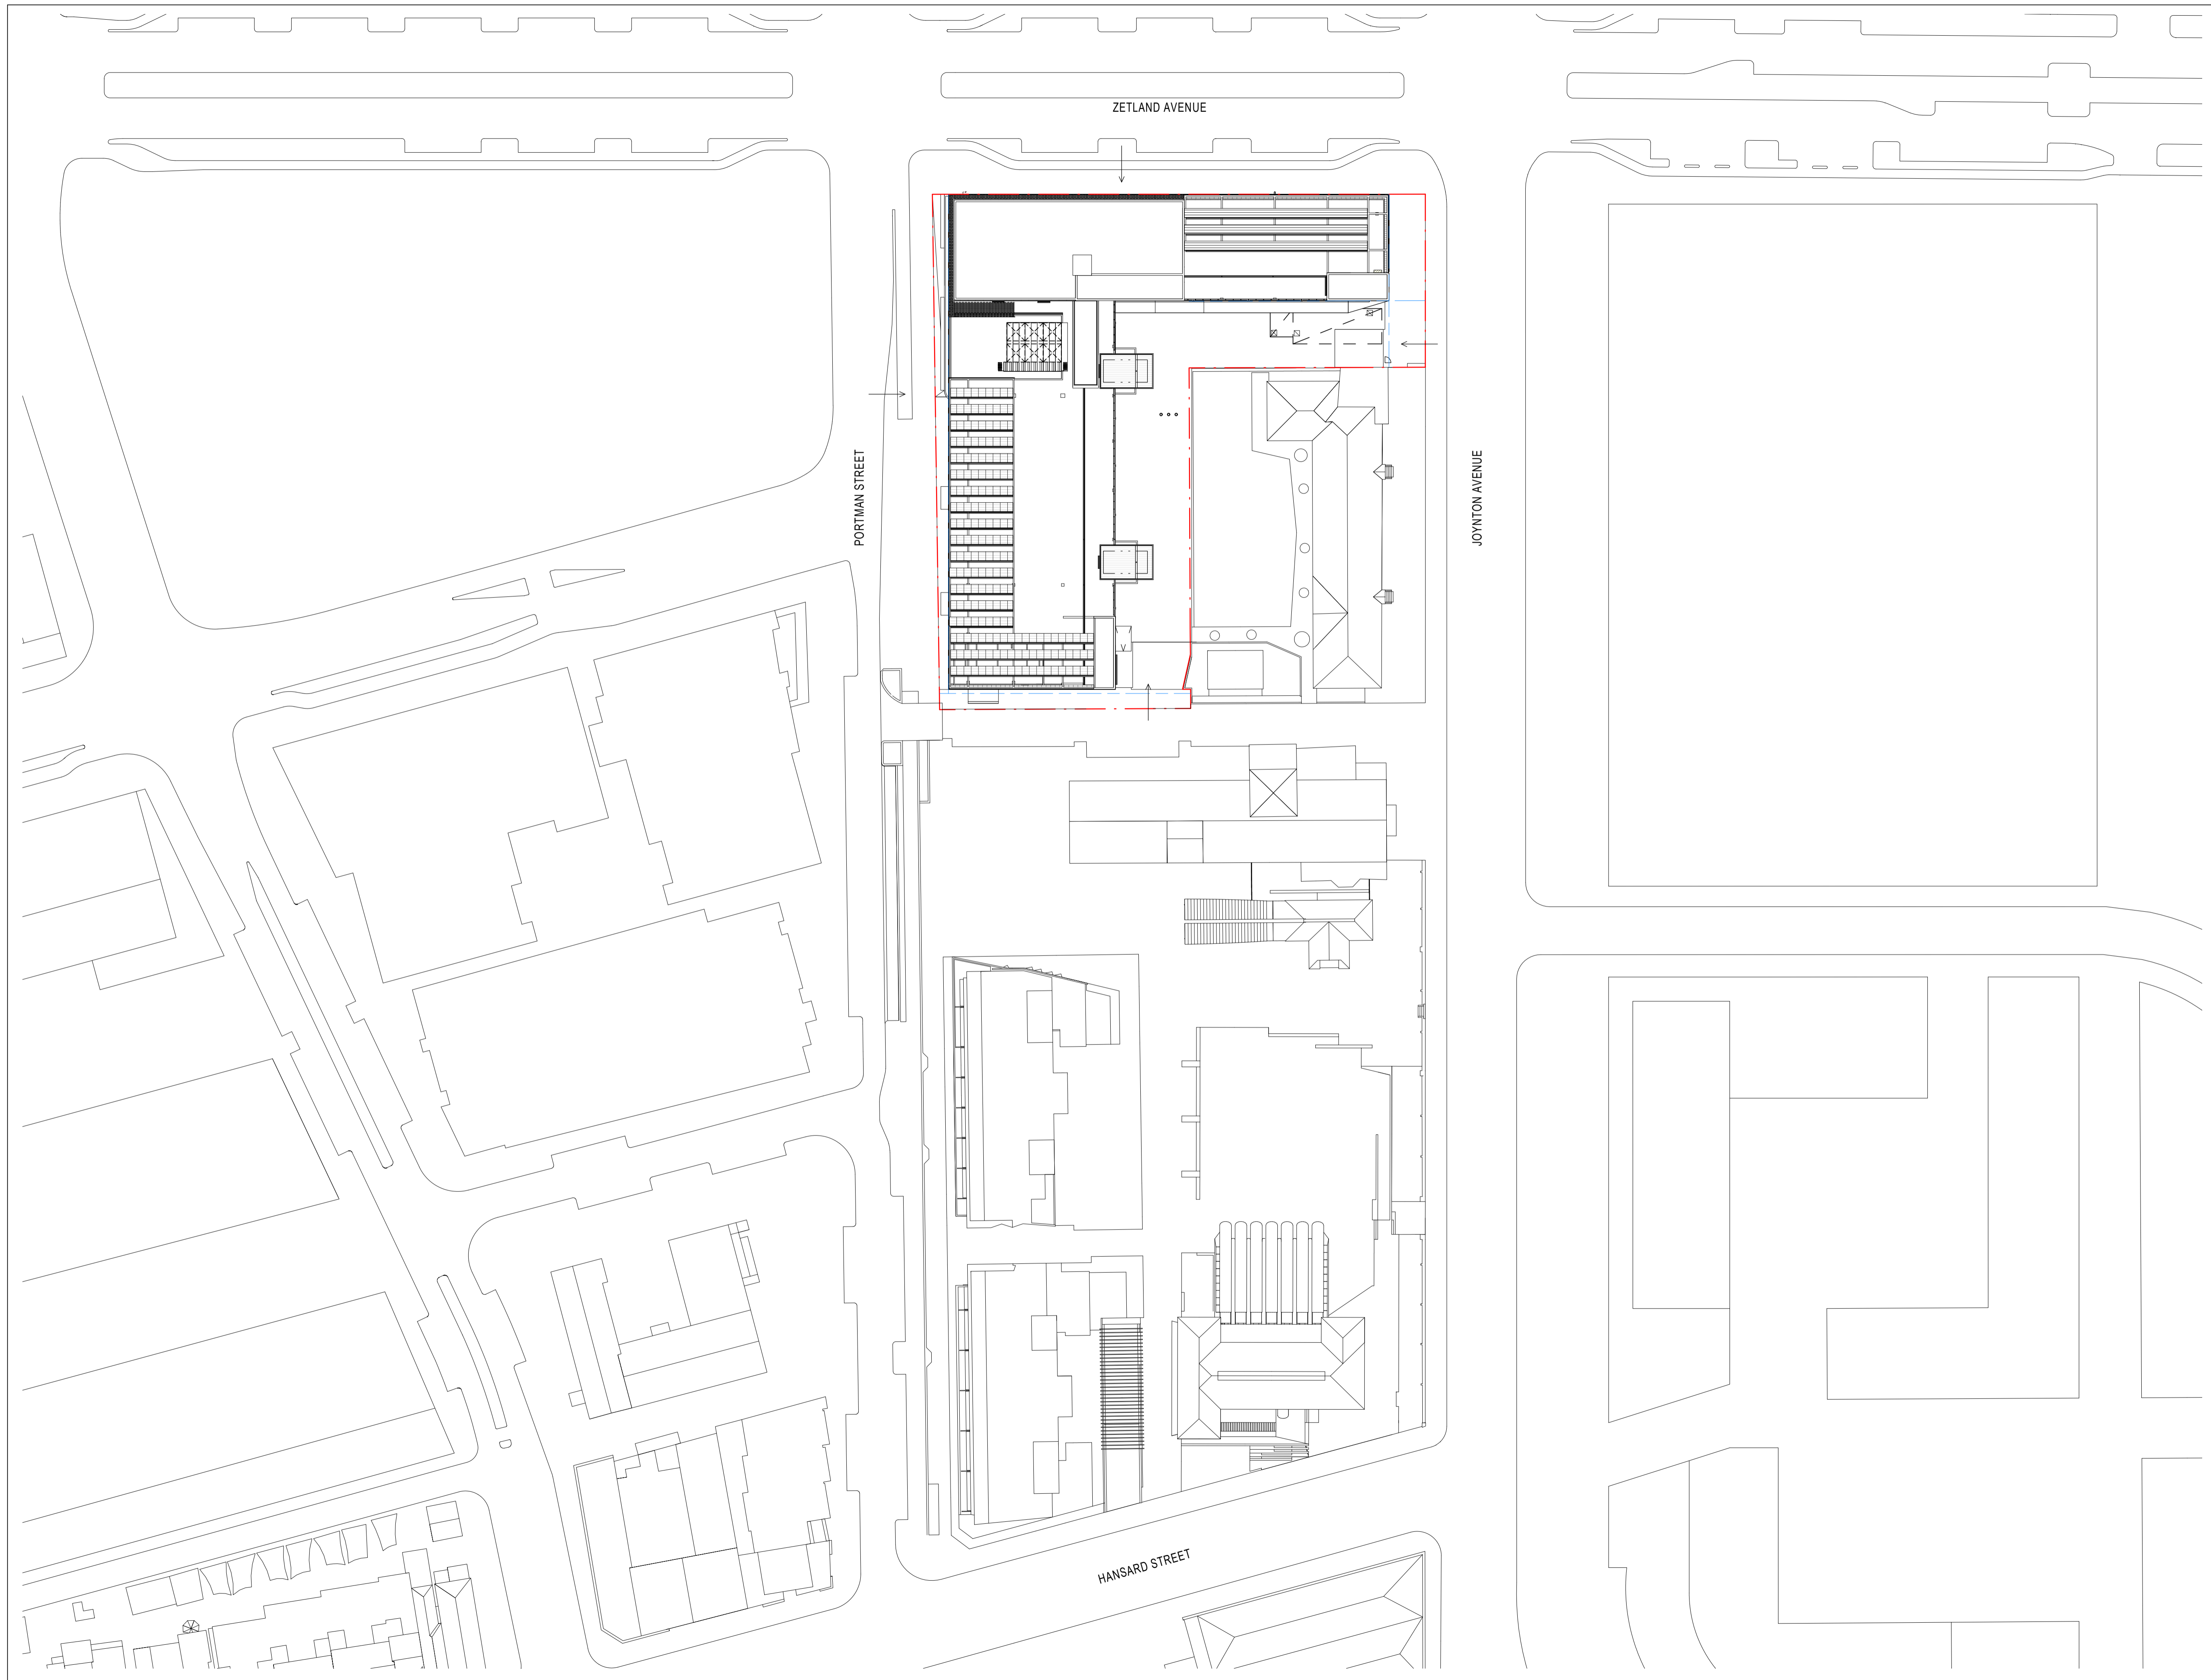 ZETLAND AVENUE
PORTMAN STREET
JOYNTON AVENUE
HANSARD STREET